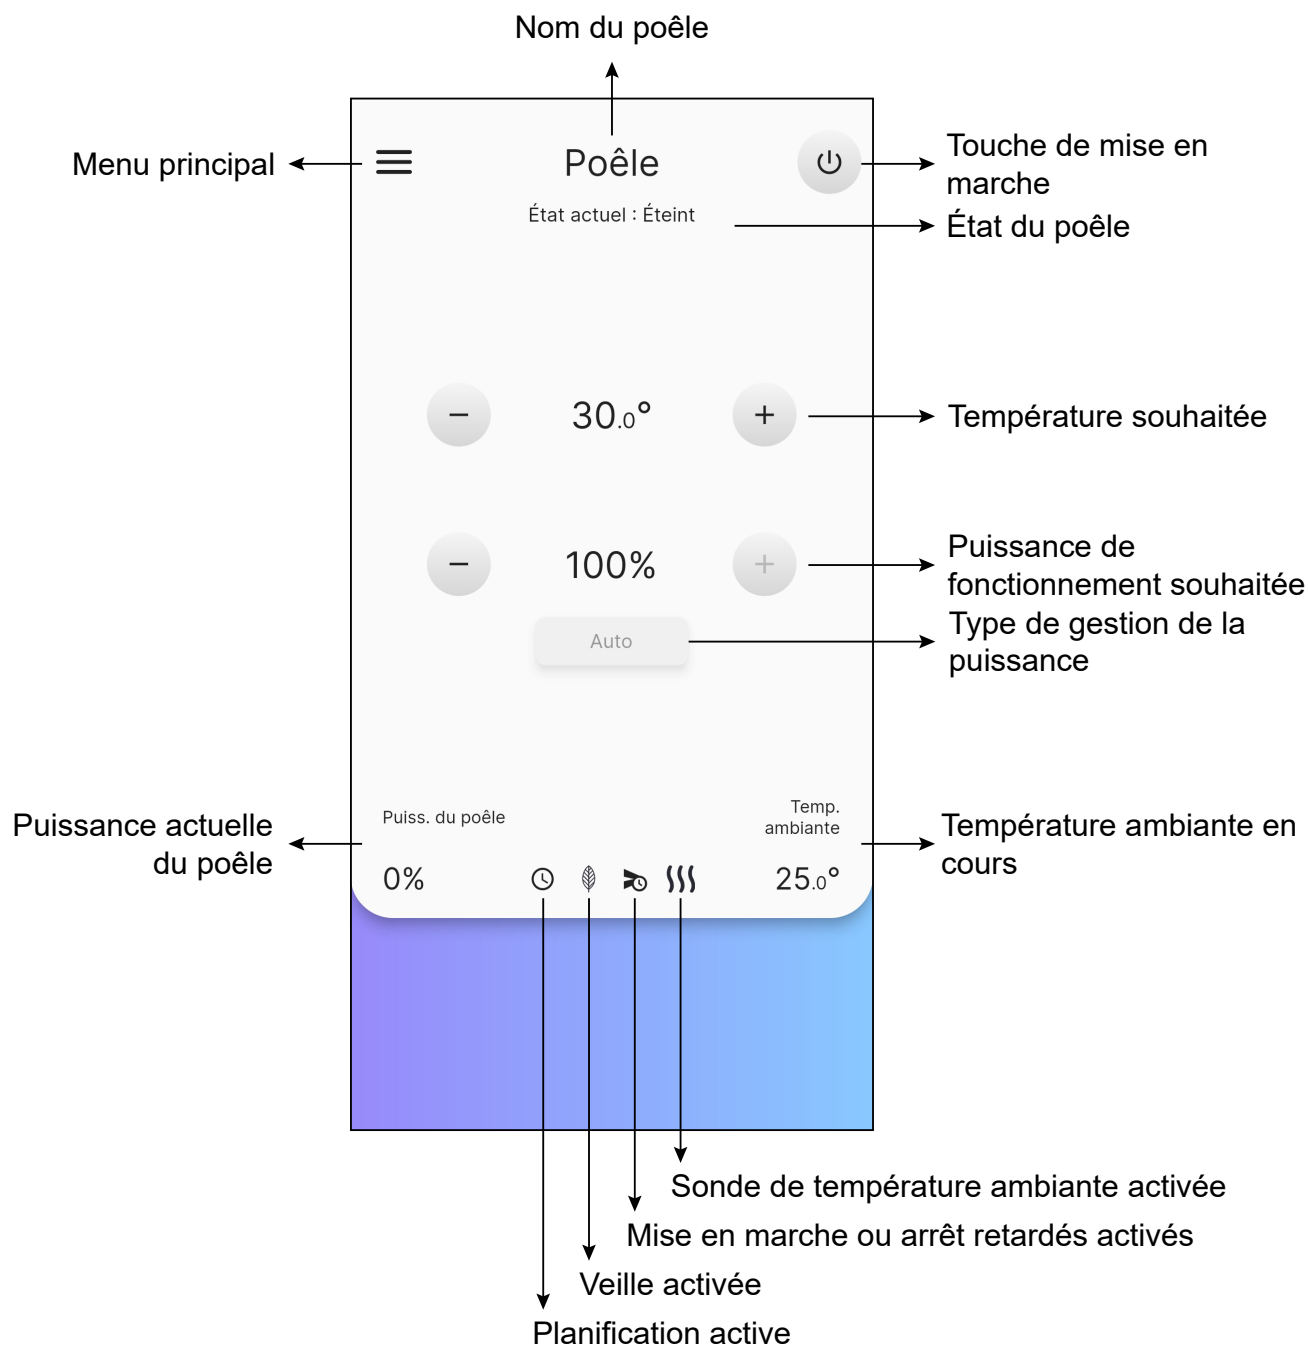 Nom du poêle
Menu principal
Poêle
Touche de mise en
marche
État actuel : Éteint
État du poêle
30.0°
Température souhaitée
100%
Puissance de
fonctionnement souhaitée
Auto
Type de gestion de la
puissance
Puissance actuelle
du poêle
Puiss. du poêle
0%
Temp.
ambiante
25.0°
Température ambiante en
cours
Sonde de température ambiante activée
Mise en marche ou arrêt retardés activés
Veille activée
Planification active